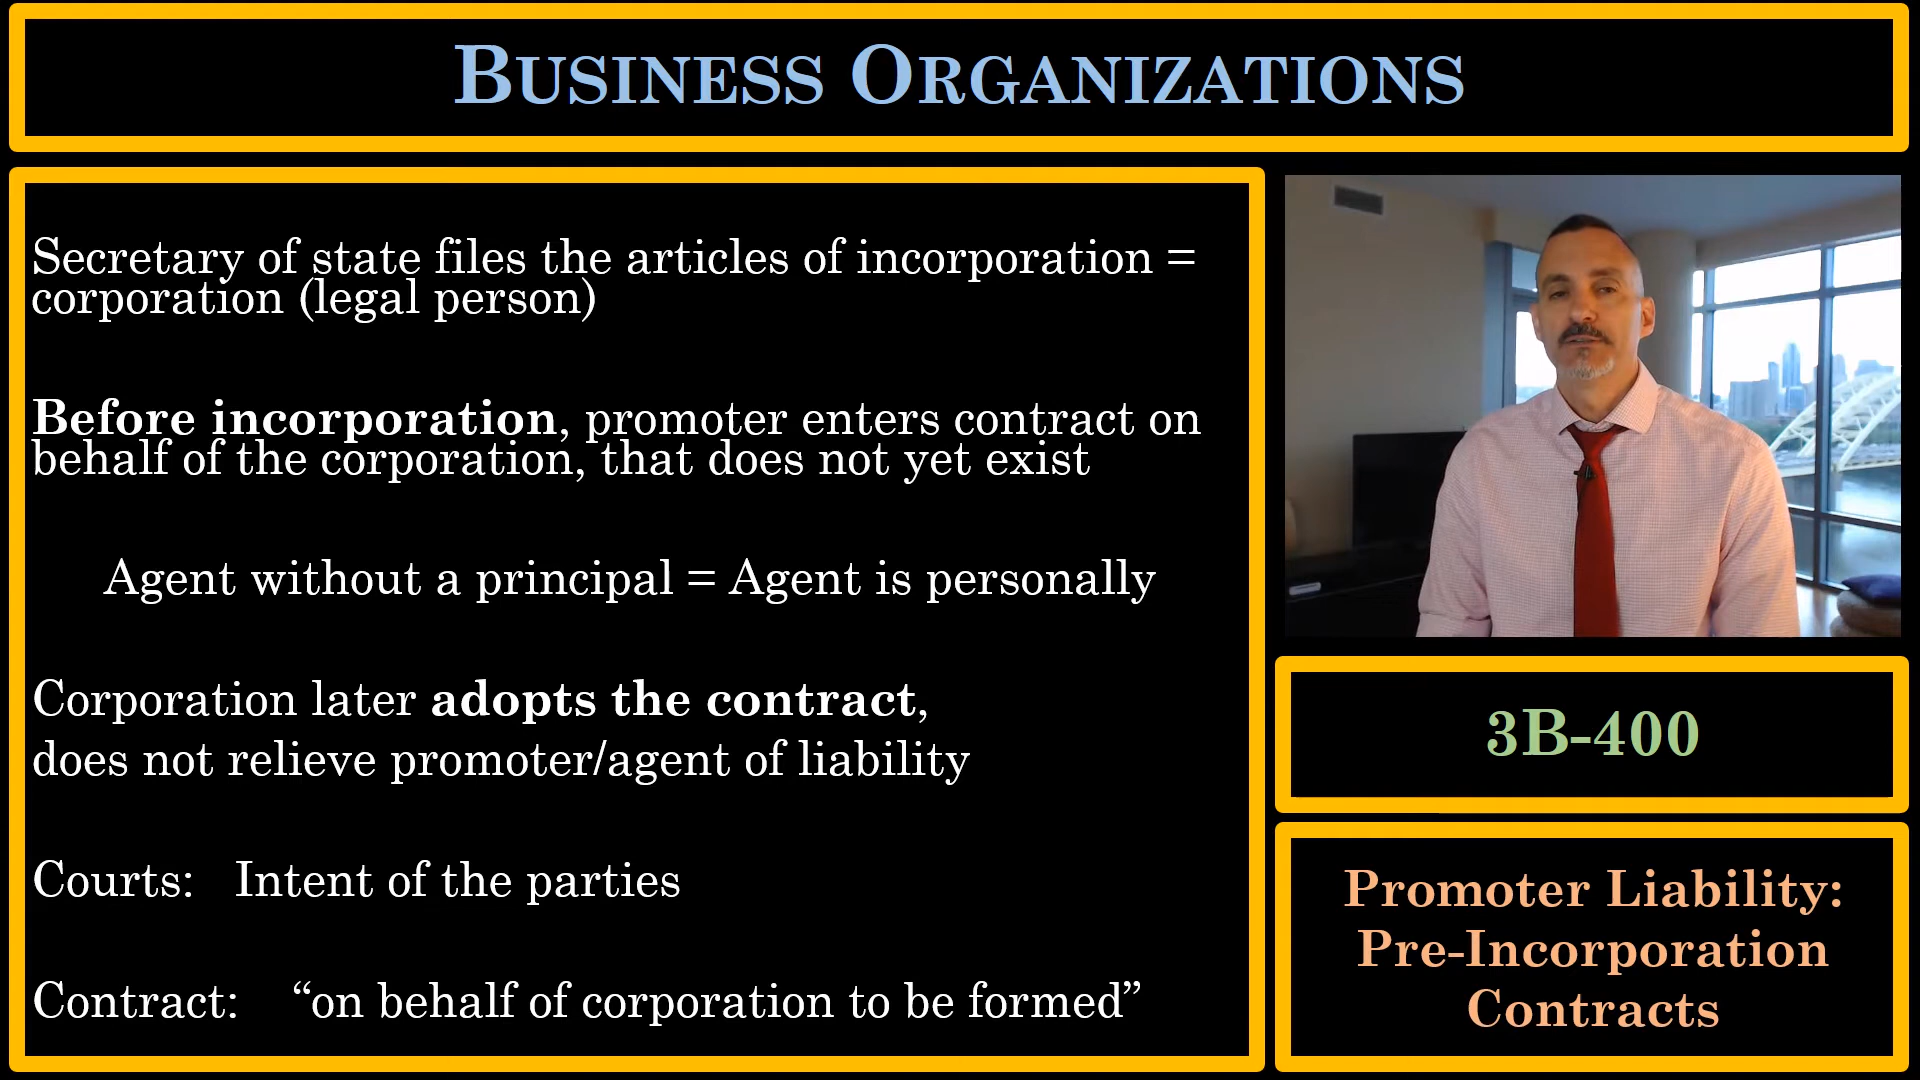 BUSINESS ORGANIZATIONS
Secretary of state files the articles of incorporation =
corporation (legal person)
Before incorporation, promoter enters contract on
behalf of the corporation, that does not yet exist
Agent without a principal = Agent is personally
Corporation later adopts the contract,
does not relieve promoter/agent of liability
Courts: Intent of the parties
Contract: “on behalf of corporation to be formed”
3B-400
Promoter Liability:
Pre-Incorporation
Contracts